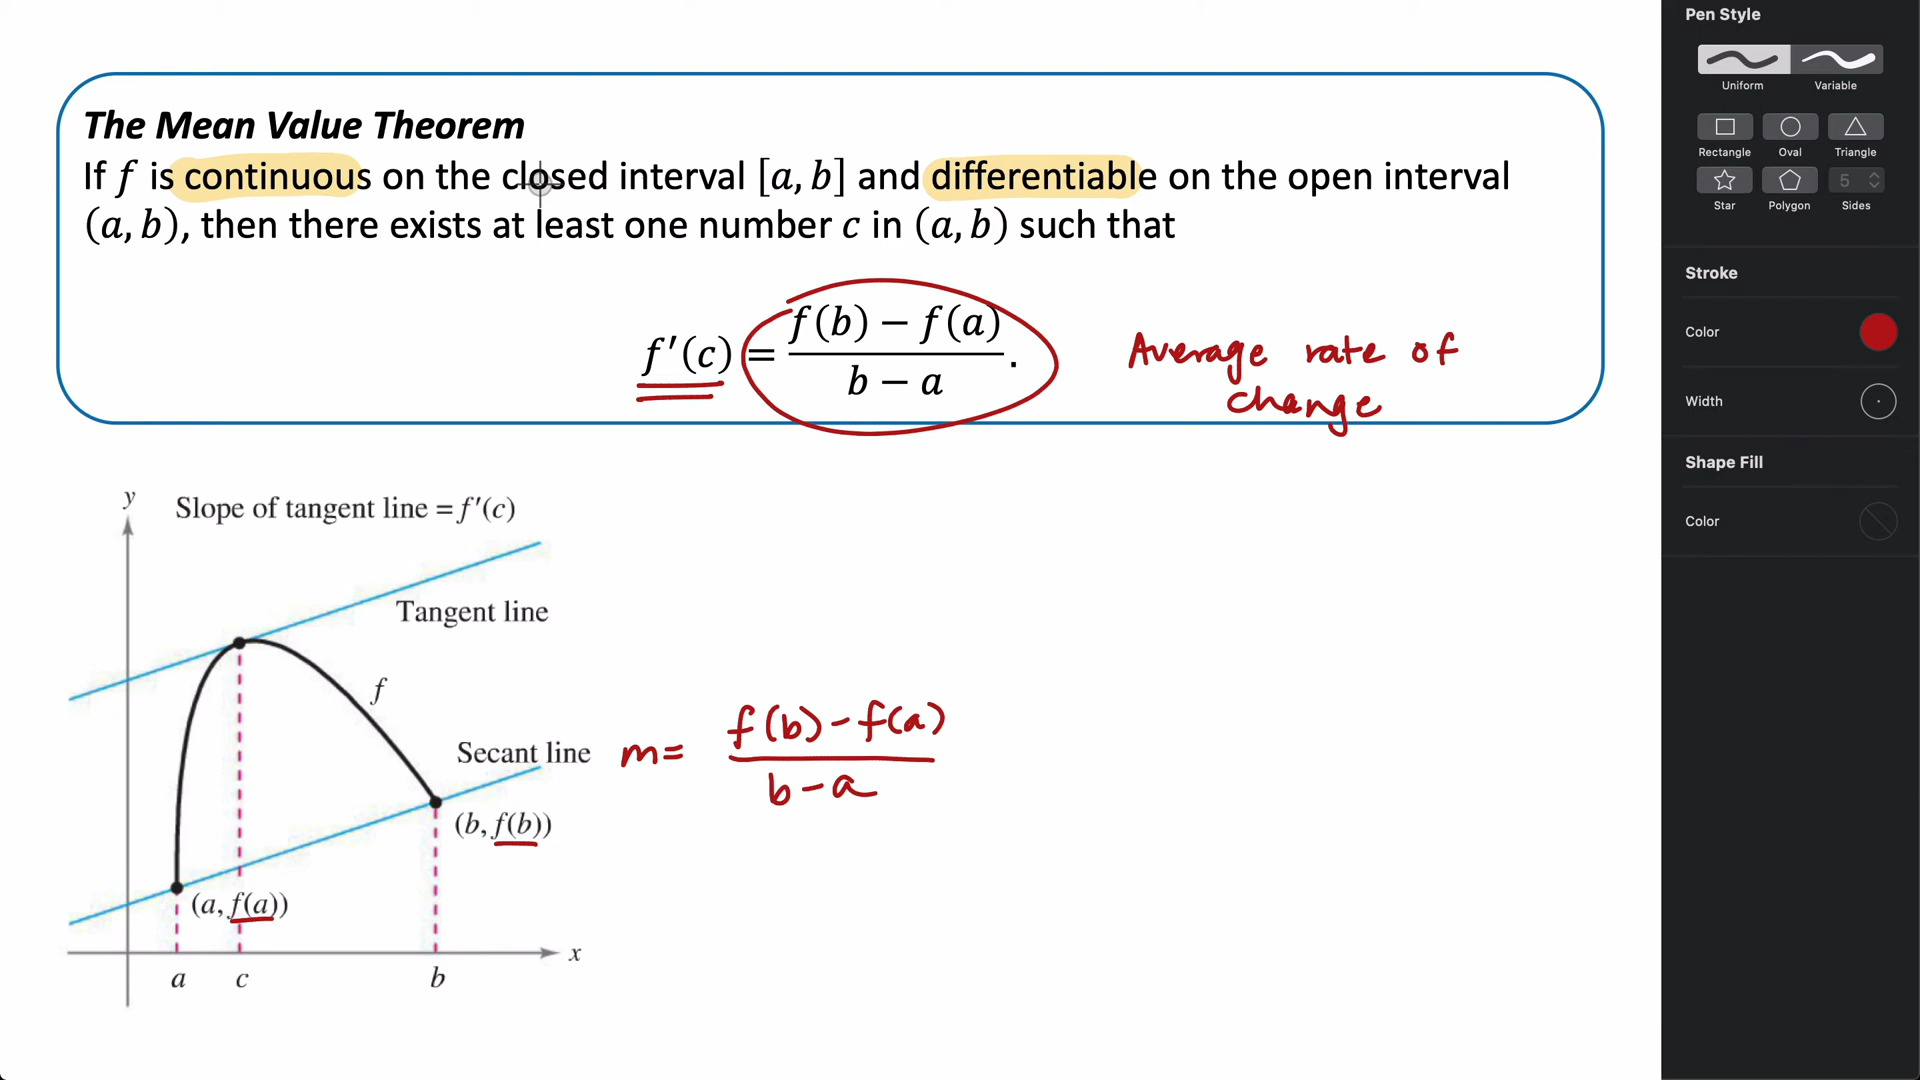 The Mean Value Theorem
If f is continuous on the closed interval [a, b] and differentiable on the open interval
(a, b), then there exists at least one number c in (a, b) such that
f′(c) = f(b) − f(a)
b − a .
Average rate of
change
y
Slope of tangent line = f′(c)
Tangent line
f
Secant line
m = f(b) − f(a)
b − a
(b, f(b))
(a, f(a))
x
a c b
Pen Style
Uniform Variable
Rectangle Oval Triangle
5
Star Polygon Sides
Stroke
Color
Width
Shape Fill
Color